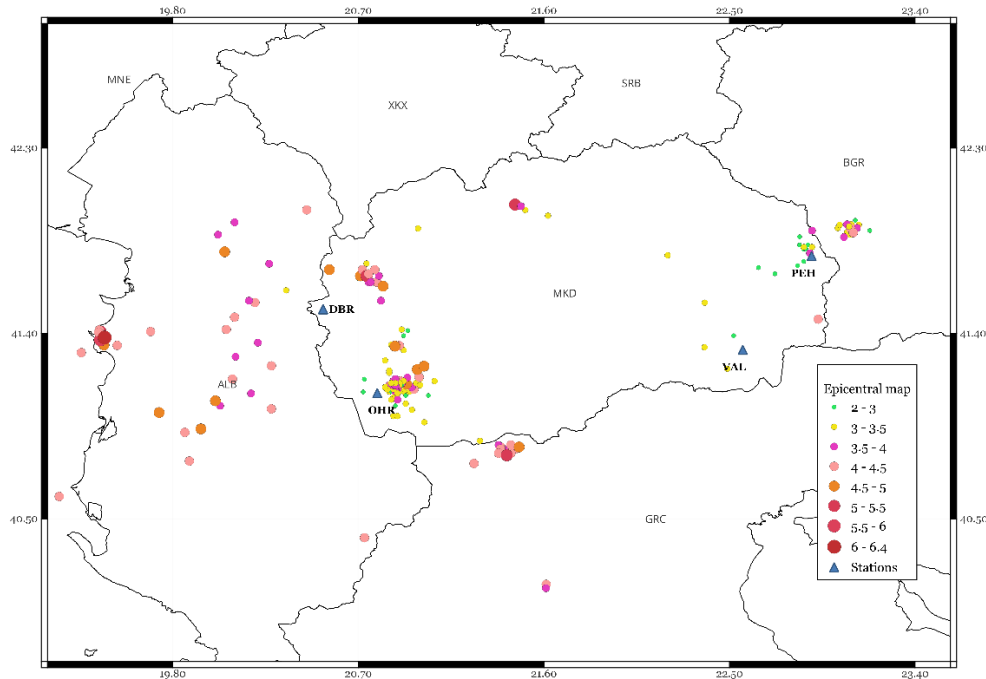 19.80 20.70 21.60 22.50 23.40
MNE
SRB
XKX
42.30 42.30
BGR
PEH
MKD
DBR
41.40 41.40
VAL
ALB
OHR
Epicentral map
2 - 3
3 - 3.5
3.5 - 4
4 - 4.5
4.5 - 5
5 - 5.5
5.5 - 6
6 - 6.4
Stations
40.50 40.50
GRC
19.80 20.70 21.60 22.50 23.40